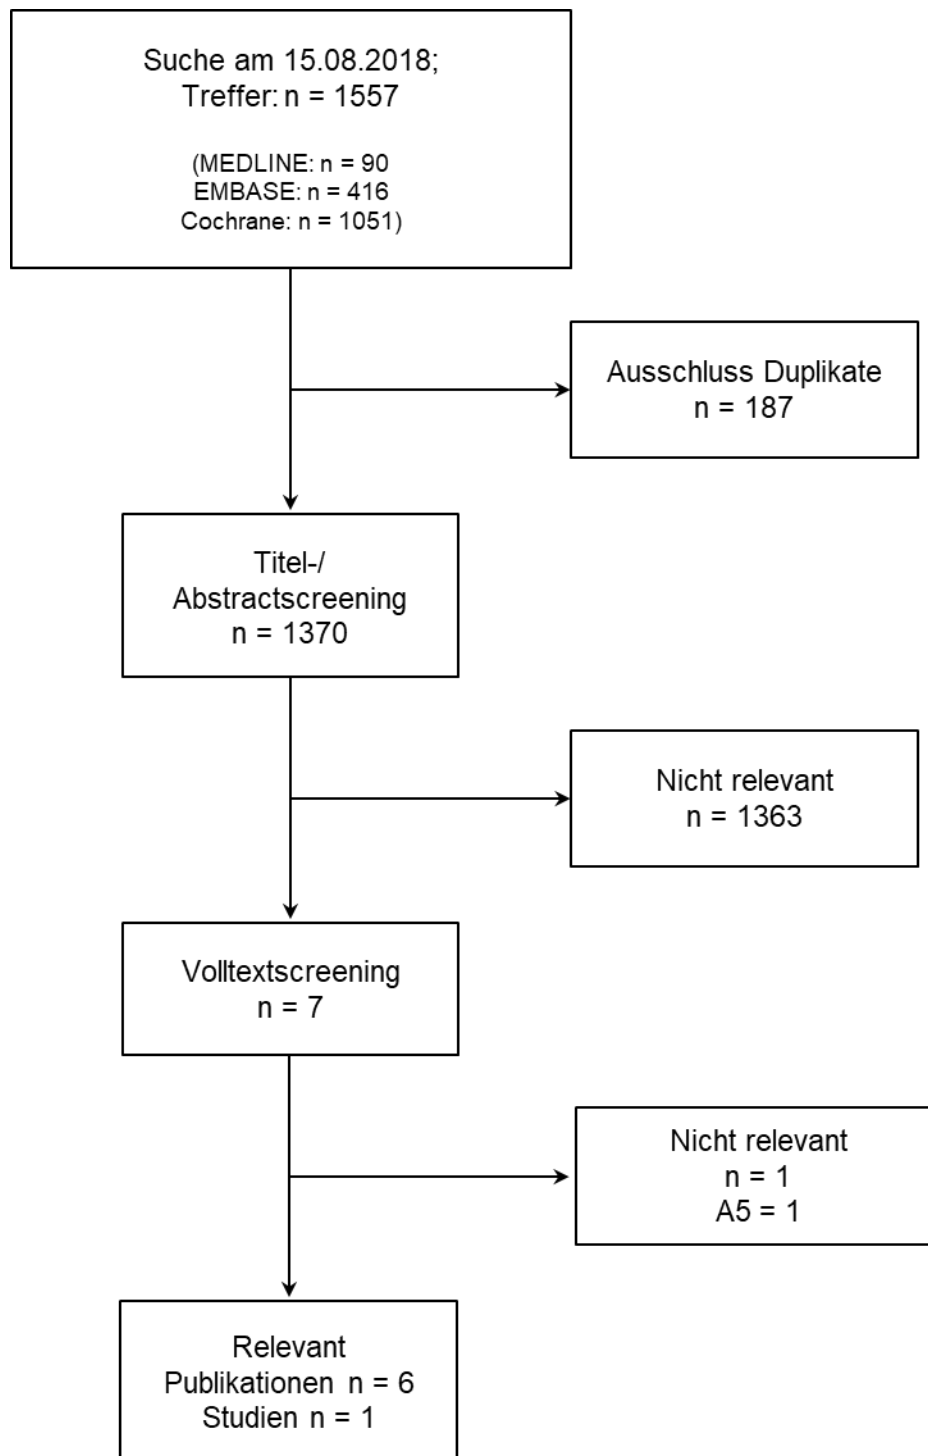 Suche am 15.08.2018;
Treffer: n = 1557
(MEDLINE: n = 90
EMBASE: n = 416
Cochrane: n = 1051)
Ausschluss Duplikate
n = 187
Titel-/
Abstractscreening
n = 1370
Nicht relevant
n = 1363
Volltextscreening
n = 7
Nicht relevant
n = 1
A5 = 1
Relevant
Publikationen n = 6
Studien n = 1